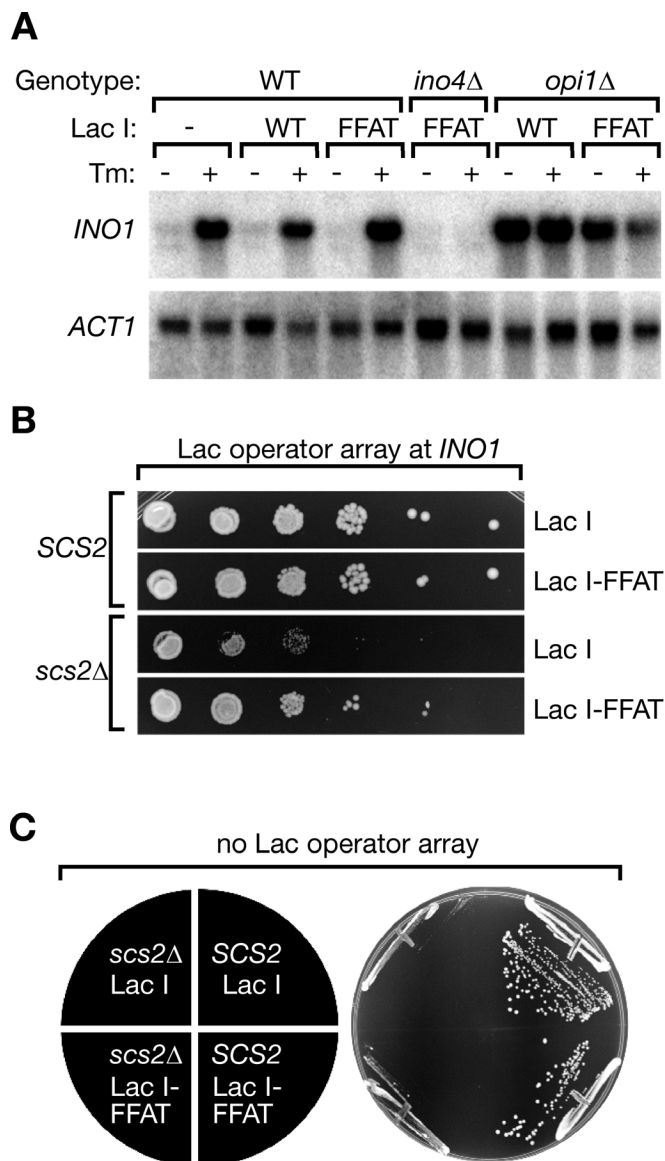 A
Genotype: WT ino4Δ opi1Δ
Lac I: - WT FFAT FFAT WT FFAT
Tm: - + - + - + - + - + - +
INO1
ACT1
B
Lac operator array at INO1
SCS2
Lac I
Lac I-FFAT
scs2Δ
Lac I
Lac I-FFAT
C
no Lac operator array
scs2Δ
Lac I
SCS2
Lac I
scs2Δ
Lac I-
FFAT
SCS2
Lac I-
FFAT